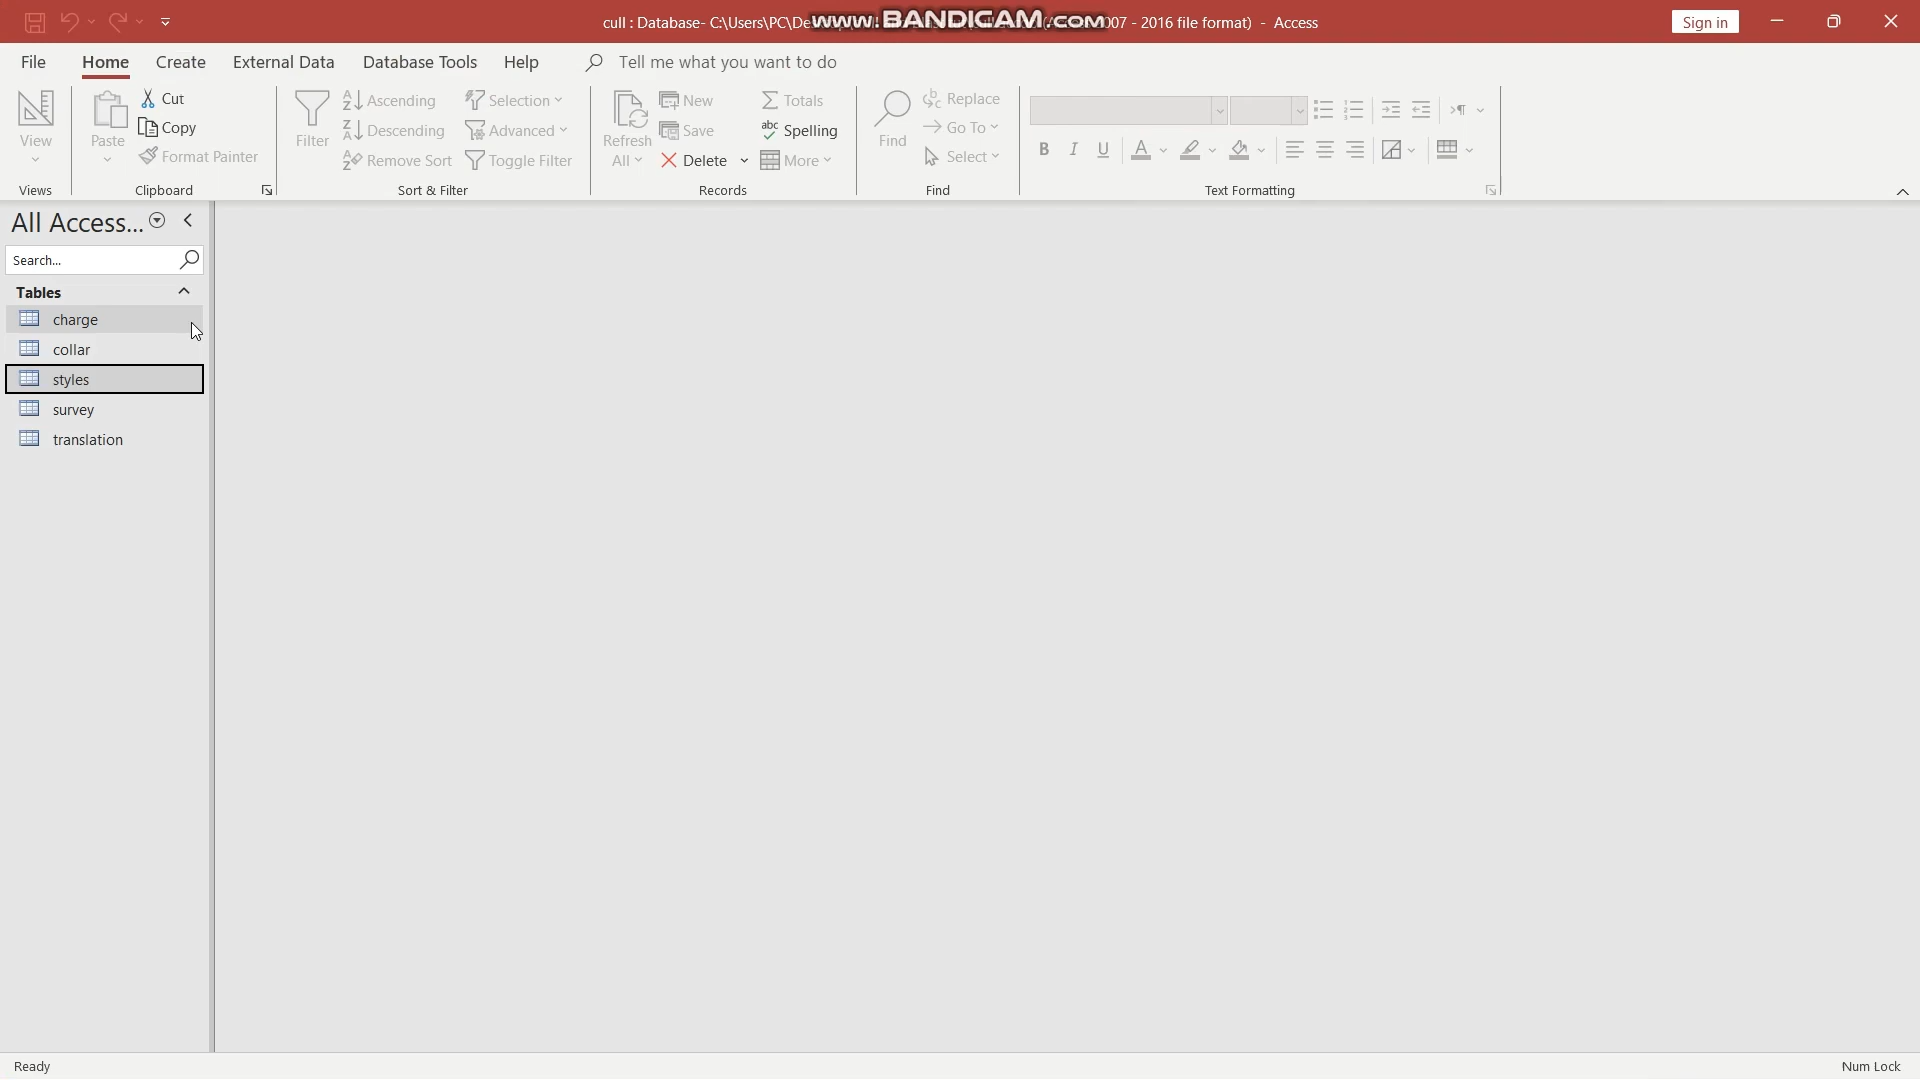 cull : Database- C:\Users\PC\De
www.BANDICAM.com
007 - 2016 file format) - Access
Sign in
File Home Create External Data Database Tools Help Tell me what you want to do
View
Paste
Cut
Copy
Format Painter
Filter
Ascending
Descending
Remove Sort
Selection
Advanced
Toggle Filter
Refresh
All
New
Save
Delete
Totals
Spelling
More
Find
Replace
Go To
Select
B I U A
Views Clipboard Sort & Filter Records Find Text Formatting
All Access...
Search...
Tables
charge
collar
styles
survey
translation
Ready
Num Lock